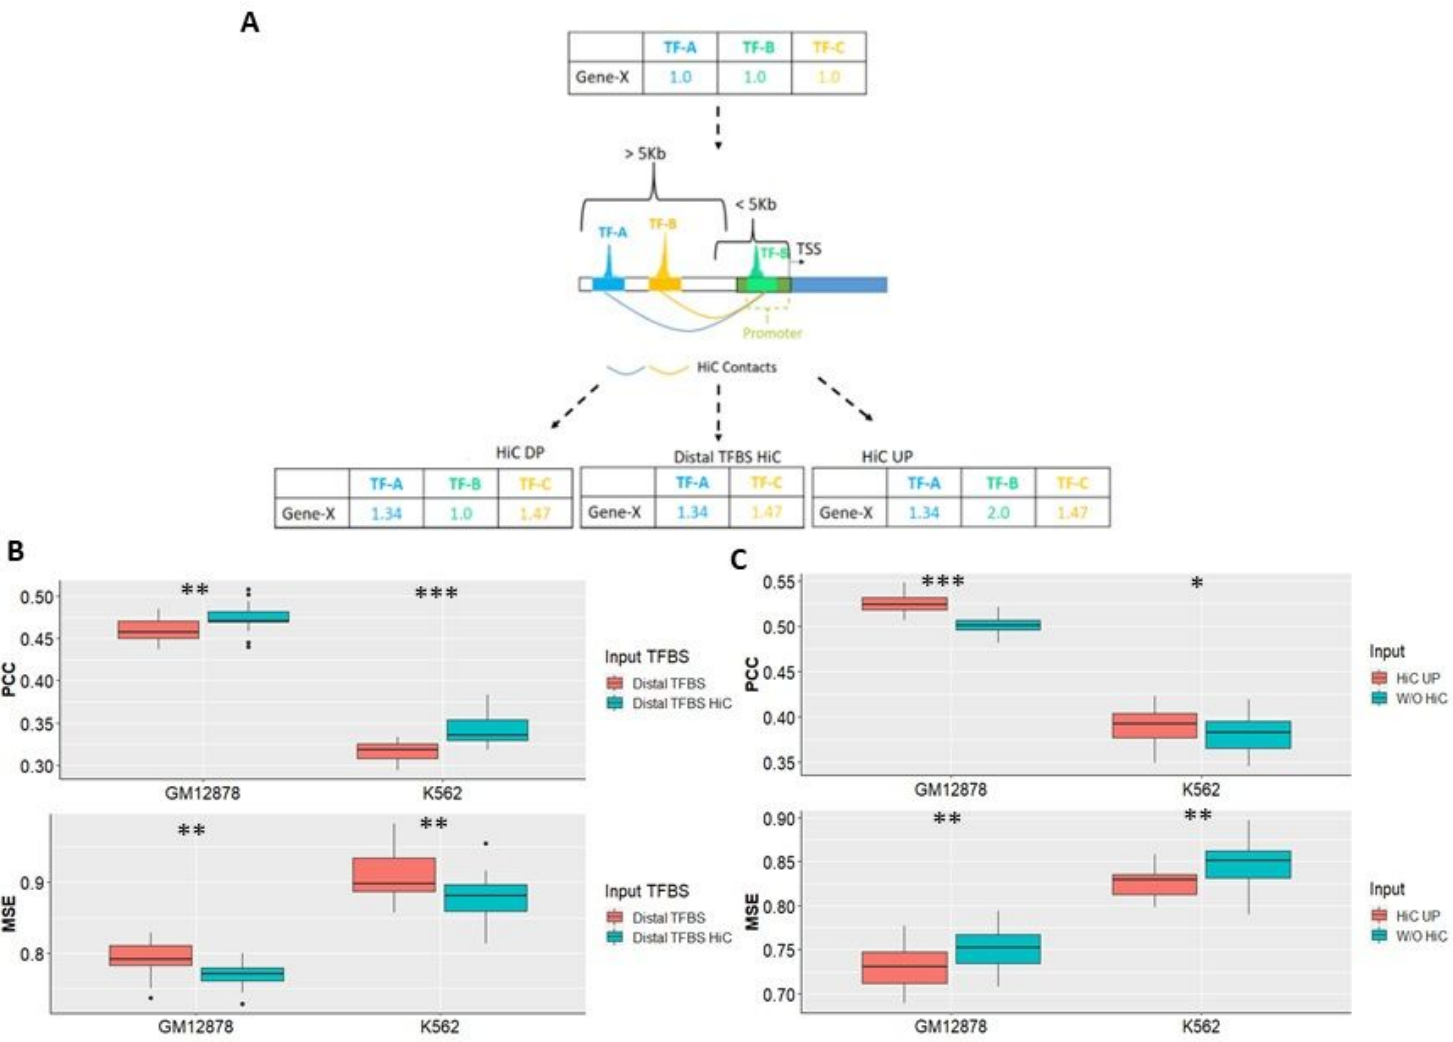 A
TF-A TF-B TF-C
Gene-X 1.0 1.0 1.0
> 5Kb
< 5Kb
TF-A TF-B TF-B TSS
Promoter
HiC Contacts
HiC DP Distal TFBS HiC HiC UP
TF-A TF-B TF-C TF-A TF-C TF-A TF-B TF-C
Gene-X 1.34 1.0 1.47 Gene-X 1.34 1.47 Gene-X 1.34 2.0 1.47
B
** ***
0.50
0.45
0.40
0.35
0.30
PCC
GM12878 K562
Input TFBS
Distal TFBS
Distal TFBS HiC
** **
0.9
0.8
MSE
GM12878 K562
Input TFBS
Distal TFBS
Distal TFBS HiC
C
*** *
0.55
0.50
0.45
0.40
0.35
PCC
GM12878 K562
Input
HiC UP
W/O HiC
** **
0.90
0.85
0.80
0.75
0.70
MSE
GM12878 K562
Input
HiC UP
W/O HiC